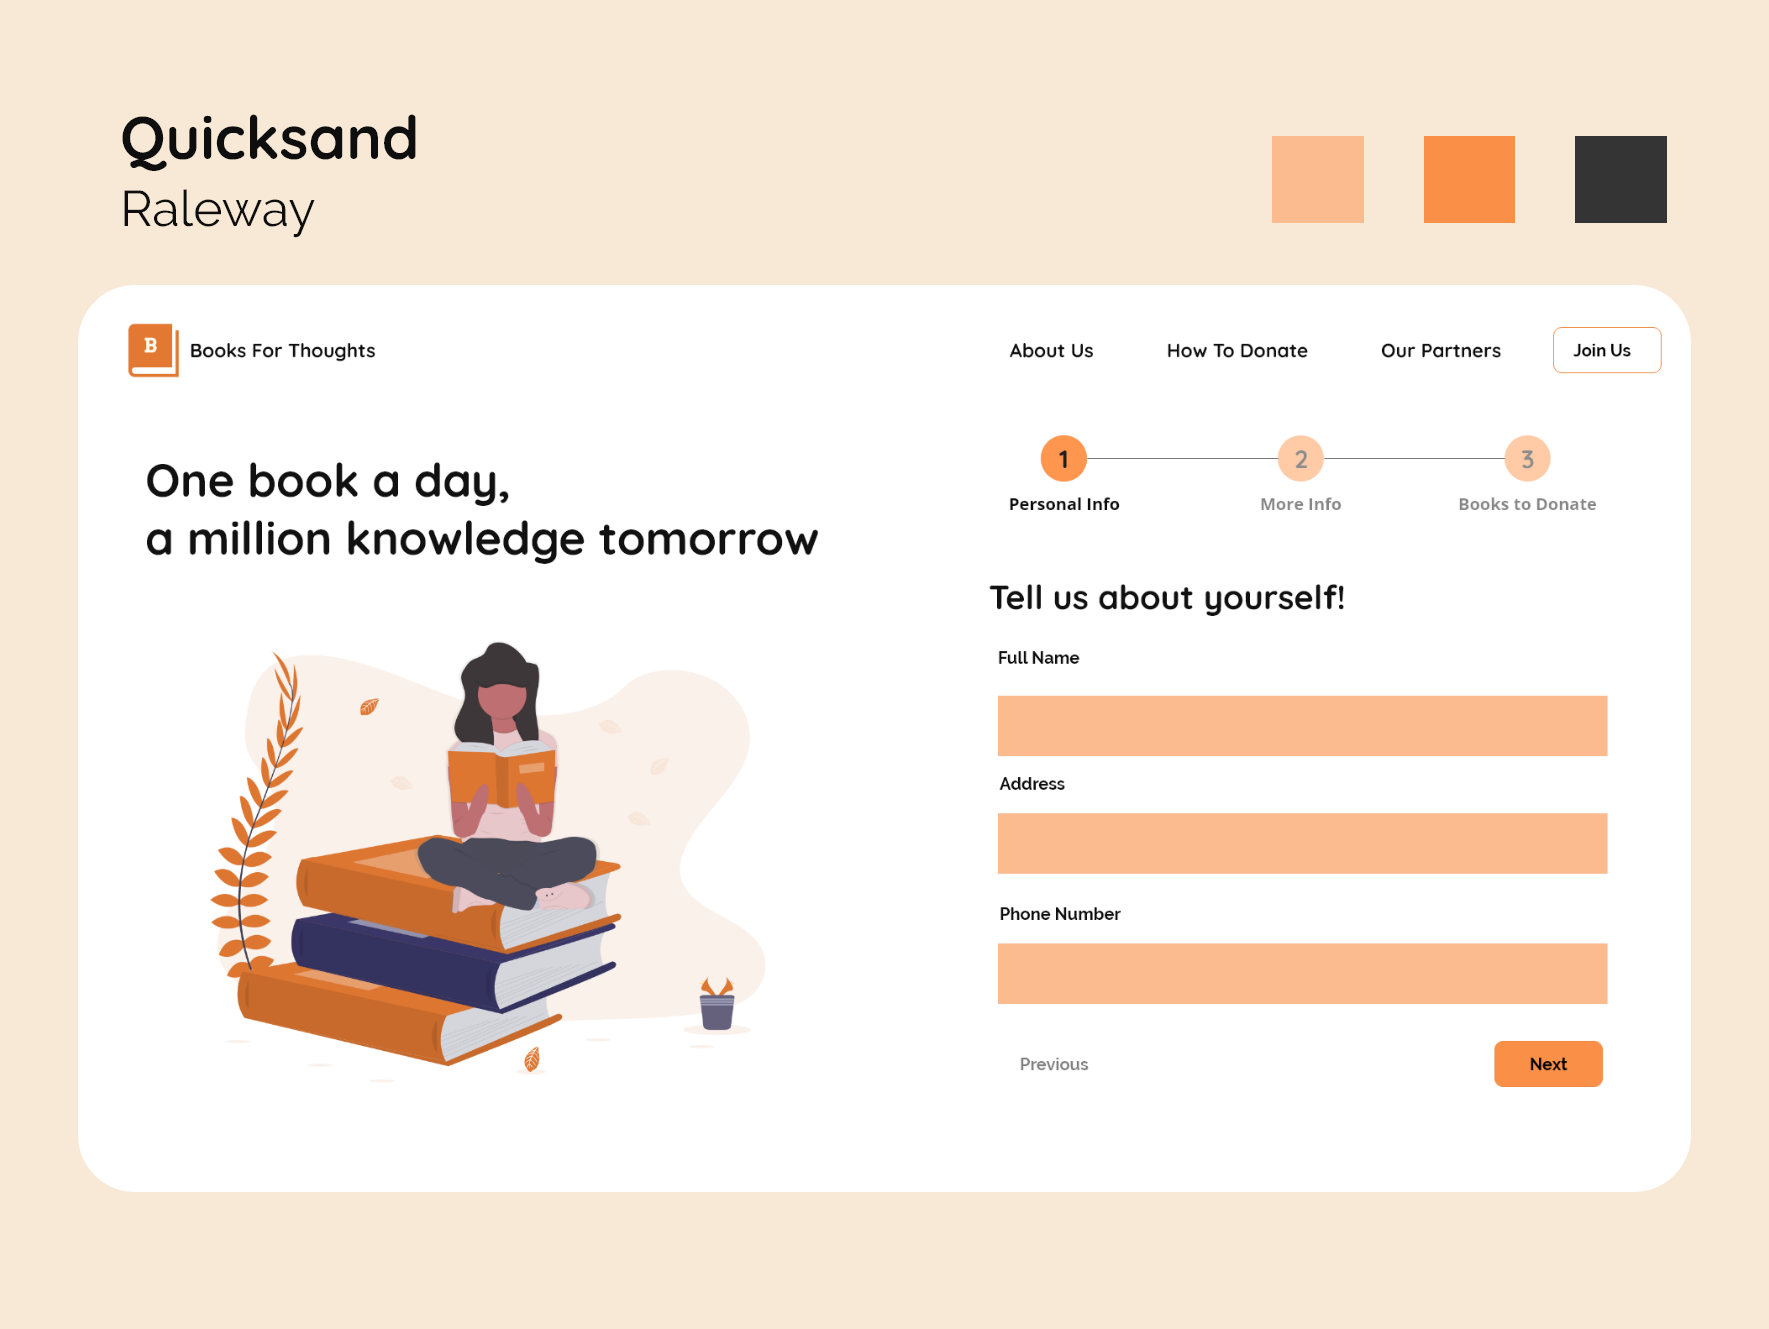 Quicksand
Raleway
B
Books For Thoughts
About Us
How To Donate
Our Partners
Join Us
One book a day,
a million knowledge tomorrow
1
2
3
Personal Info
More Info
Books to Donate
Tell us about yourself!
Full Name
Address
Phone Number
Previous
Next